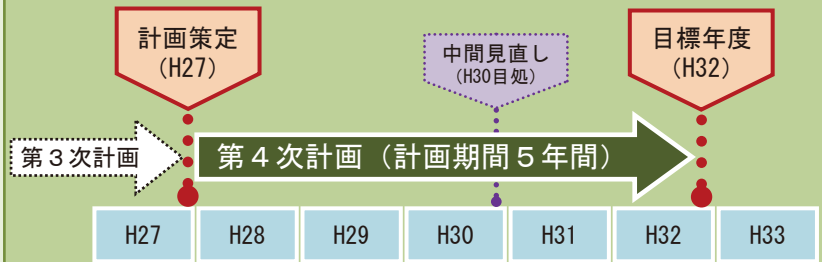 計画策定
（H27）
中間見直し
（H30目処）
目標年度
（H32）
第３次計画
第４次計画（計画期間５年間）
H27
H28
H29
H30
H31
H32
H33